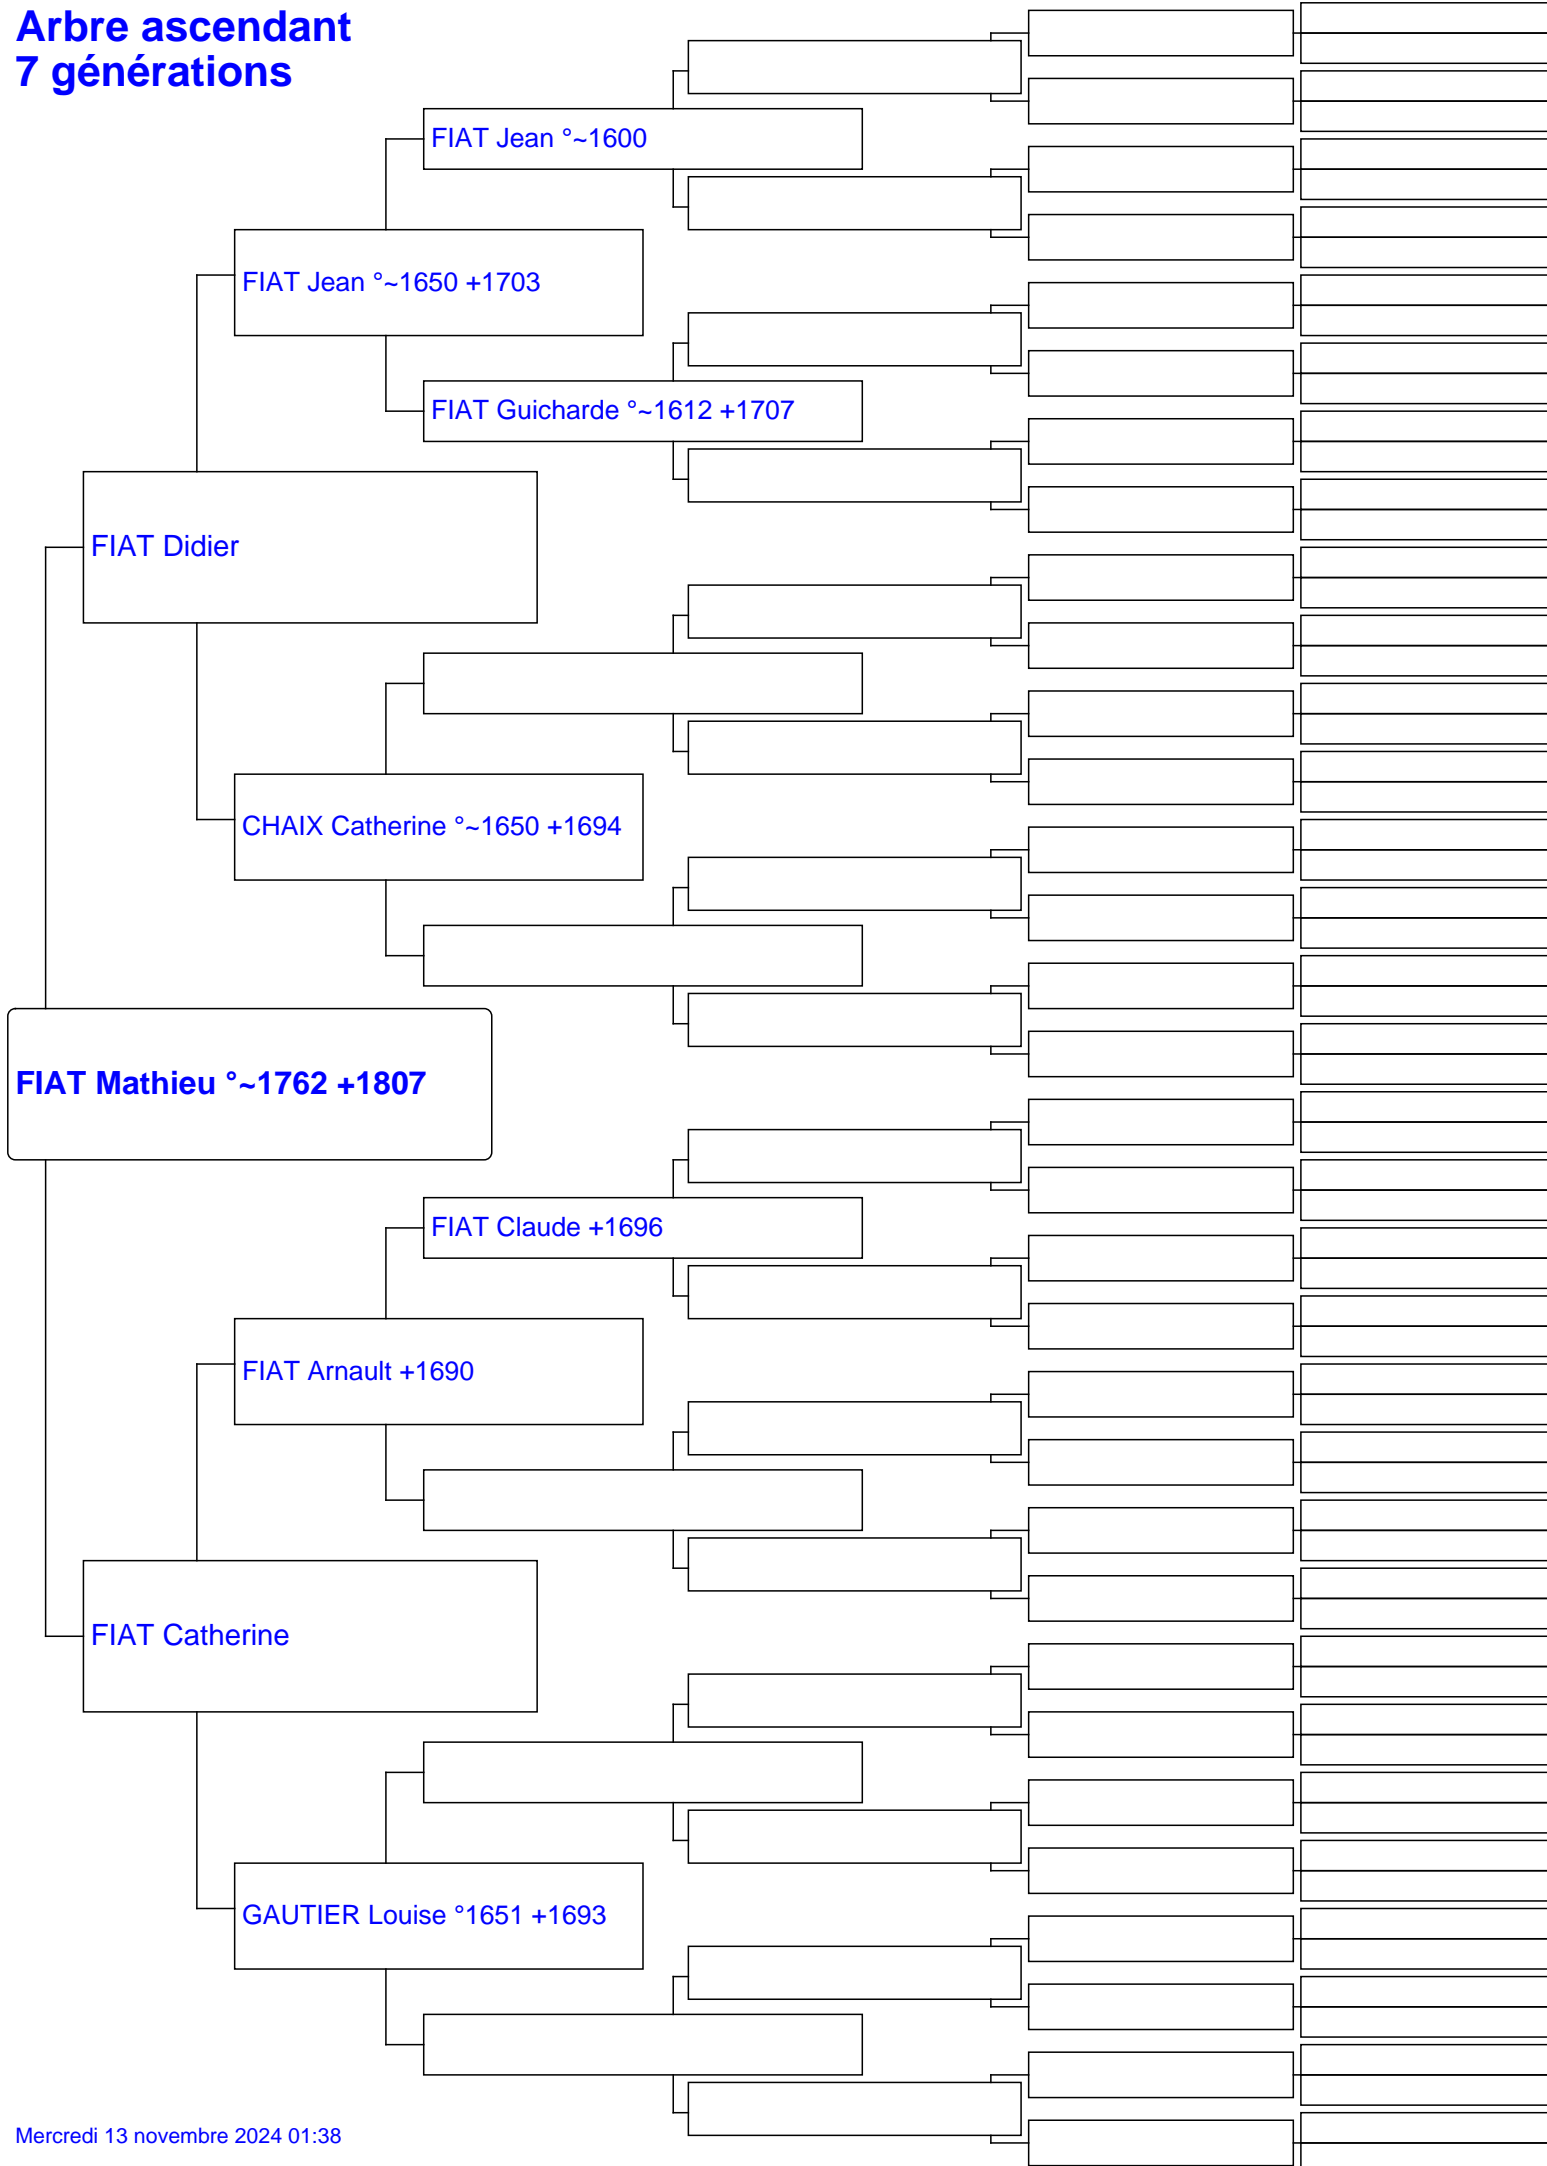 Arbre ascendant
7 générations
FIAT Jean °~1600
FIAT Jean °~1650 +1703
FIAT Guicharde °~1612 +1707
FIAT Didier
CHAIX Catherine °~1650 +1694
FIAT Mathieu °~1762 +1807
FIAT Claude +1696
FIAT Arnault +1690
FIAT Catherine
GAUTIER Louise °1651 +1693
Mercredi 13 novembre 2024 01:38